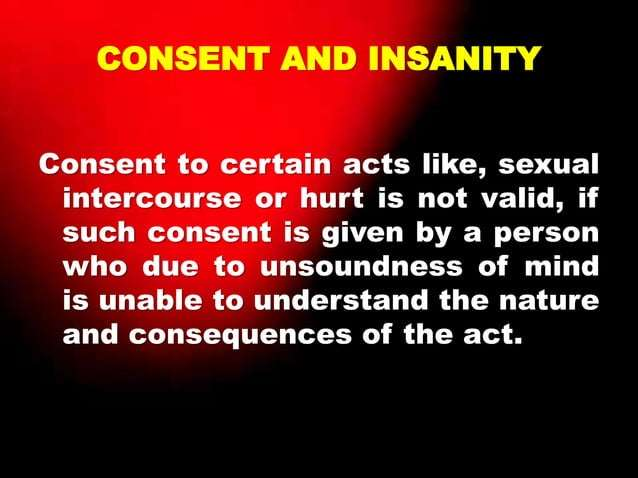 CONSENT AND INSANITY
Consent to certain acts like, sexual
intercourse or hurt is not valid, if
such consent is given by a person
who due to unsoundness of mind
is unable to understand the nature
and consequences of the act.